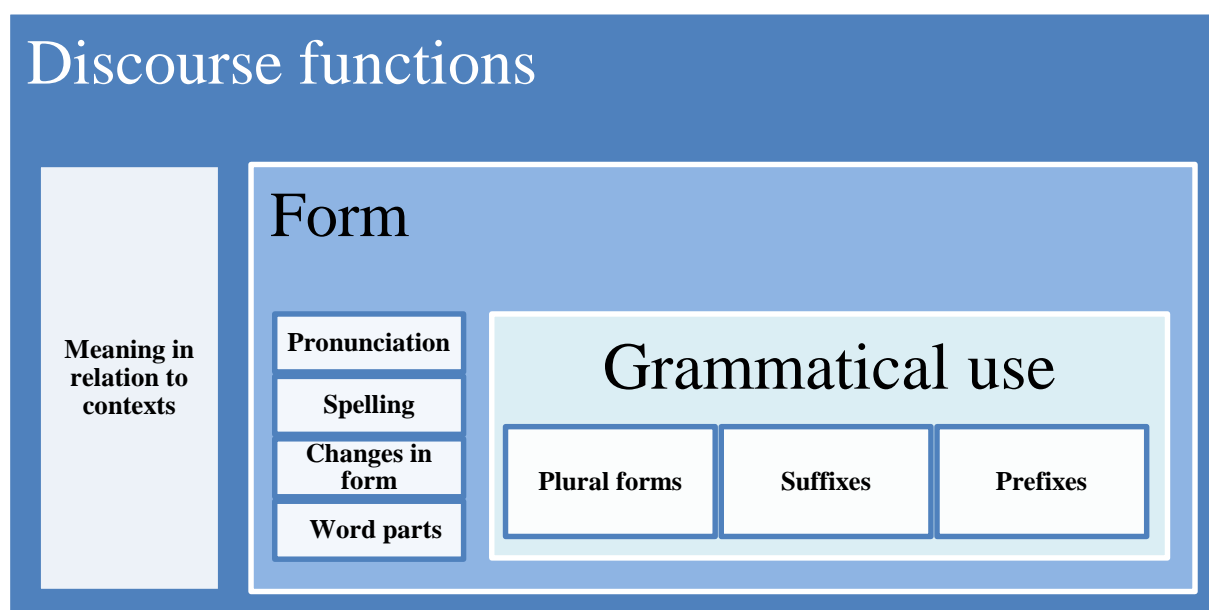 Discourse functions
Meaning in
relation to
contexts
Form
Pronunciation
Spelling
Changes in
form
Word parts
Grammatical use
Plural forms
Suffixes
Prefixes